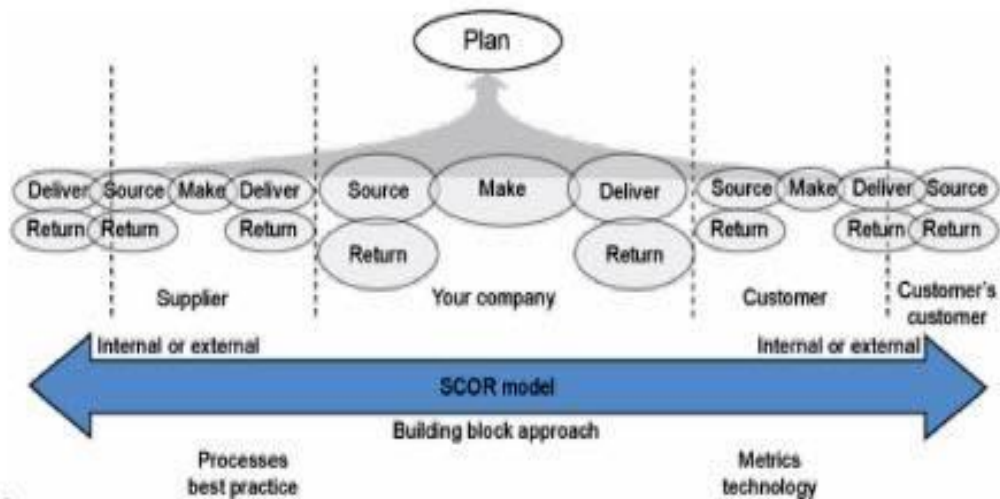 Plan
Deliver Source Make Deliver Source Make Deliver Source Make Deliver Source
Return Return Return Return Return Return Return Return
Supplier Your company Customer Customer's
customer
Internal or external Internal or external
SCOR model
Building block approach
Processes Metrics
best practice technology